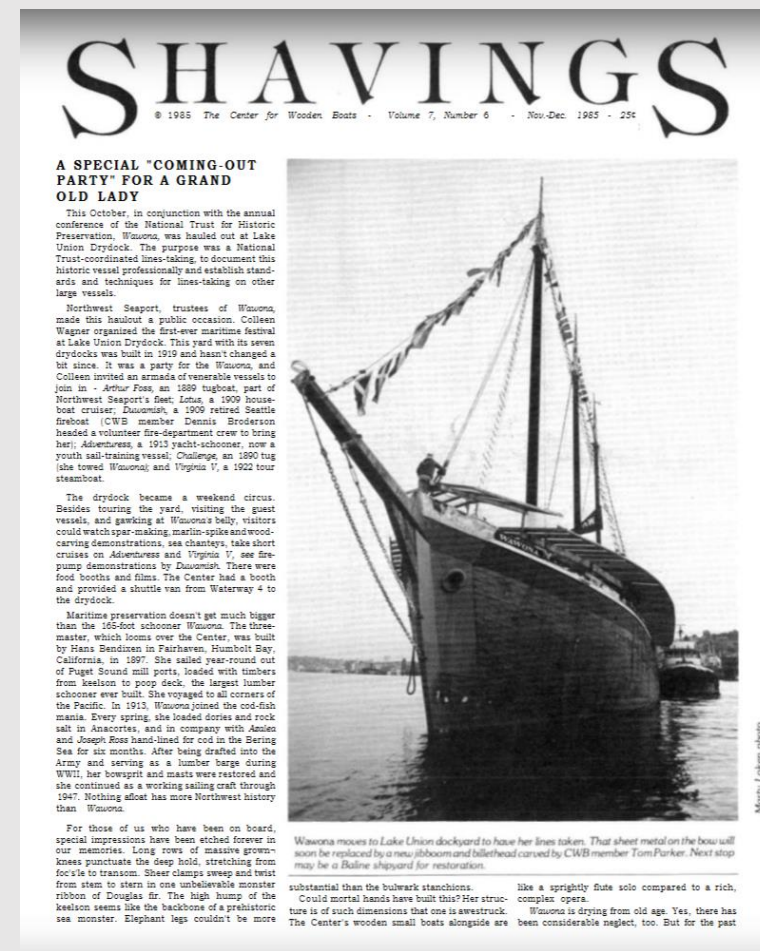 SHAVINGS
© 1985 The Center for Wooden Boats - Volume 7, Number 6 - Nov.-Dec. 1985 - 25¢
A SPECIAL "COMING-OUT
PARTY" FOR A GRAND
OLD LADY
This October, in conjunction with the annual
conference of the National Trust for Historic
Preservation, Wawona, was hauled out at Lake
Union Drydock. The purpose was a National
Trust-coordinated lines-taking, to document this
historic vessel professionally and establish stand-
ards and techniques for lines-taking on other
large vessels.
Northwest Seaport, trustees of Wawona,
made this haulout a public occasion. Colleen
Wagner organized the first-ever maritime festival
at Lake Union Drydock. This yard with its seven
drydocks was built in 1919 and hasn't changed a
bit since. It was a party for the Wawona, and
Colleen invited an armada of venerable vessels to
join in - Arthur Foss, an 1889 tugboat, part of
Northwest Seaport's fleet; Lotus, a 1909 house-
boat cruiser; Duwamish, a 1909 retired Seattle
fireboat (CWB member Dennis Broderson
headed a volunteer fire-department crew to bring
her); Adventuress, a 1913 yacht-schooner, now a
youth sail-training vessel; Challenge, an 1890 tug
(she towed Wawona); and Virginia V, a 1922 tour
steamboat.
The drydock became a weekend circus.
Besides touring the yard, visiting the guest
vessels, and gawking at Wawona's belly, visitors
could watch spar-making, marlin-spike and wood-
carving demonstrations, sea chanteys, take short
cruises on Adventuress and Virginia V, see fire-
pump demonstrations by Duwamish. There were
food booths and films. The Center had a booth
and provided a shuttle van from Waterway 4 to
the drydock.
Maritime preservation doesn't get much bigger
than the 165-foot schooner Wawona. The three-
master, which looms over the Center, was built
by Hans Bendixen in Fairhaven, Humbolt Bay,
California, in 1897. She sailed year-round out
of Puget Sound mill ports, loaded with timbers
from keelson to poop deck, the largest lumber
schooner ever built. She voyaged to all corners of
the Pacific. In 1913, Wawona joined the cod-fish
mania. Every spring, she loaded dories and rock
salt in Anacortes, and in company with Azalea
and Joseph Ross hand-lined for cod in the Bering
Sea for six months. After being drafted into the
Army and serving as a lumber barge during
WWII, her bowsprit and masts were restored and
she continued as a working sailing craft through
1947. Nothing afloat has more Northwest history
than Wawona.
For those of us who have been on board,
special impressions have been etched forever in
our memories. Long rows of massive grown¬
knees punctuate the deep hold, stretching from
foc's'le to transom. Sheer clamps sweep and twist
from stem to stern in one unbelievable monster
ribbon of Douglas fir. The high hump of the
keelson seems like the backbone of a prehistoric
sea monster. Elephant legs couldn't be more
WAWONA
Marty Loken photo
Wawona moves to Lake Union dockyard to have her lines taken. That sheet metal on the bow will
soon be replaced by a new jibboom and billethead carved by CWB member Tom Parker. Next stop
may be a Baline shipyard for restoration.
substantial than the bulwark stanchions.
Could mortal hands have built this? Her struc-
ture is of such dimensions that one is awestruck.
The Center's wooden small boats alongside are
like a sprightly flute solo compared to a rich,
complex opera.
Wawona is drying from old age. Yes, there has
been considerable neglect, too. But for the past